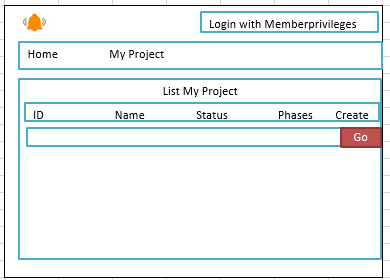 Login with Memberprivileges
Home My Project
List My Project
ID Name Status Phases Create
Go